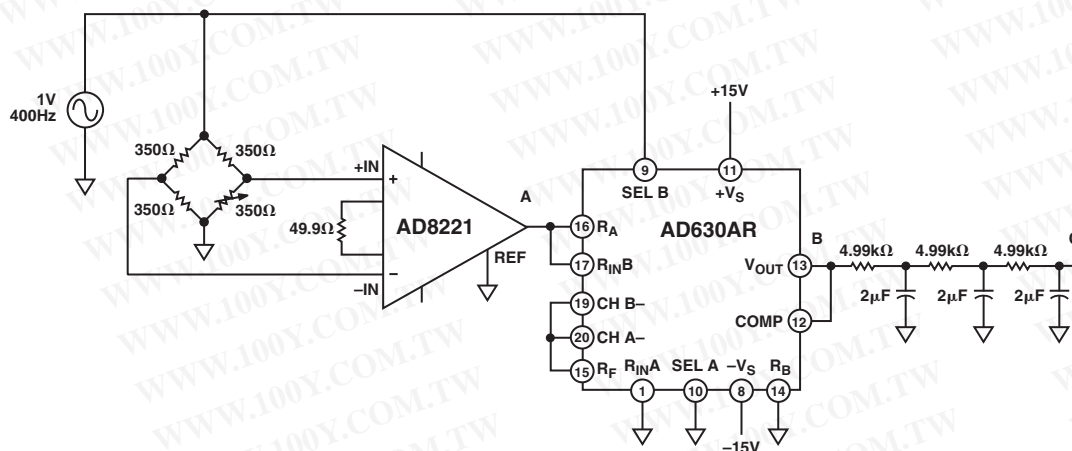 1V
400Hz
350Ω
350Ω
350Ω
350Ω
+IN
+
49.9Ω
AD8221
−
–IN
REF
A
+15V
9
SEL B
11
+VS
16
RA
AD630AR
17
RINB
19
CH B–
20
CH A–
15
RF
RINA
1
SEL A
10
–VS
8
RB
14
–15V
B
VOUT
13
COMP
12
4.99kΩ
4.99kΩ
4.99kΩ
2μF
2μF
2μF
WWW.100Y.COM.TW